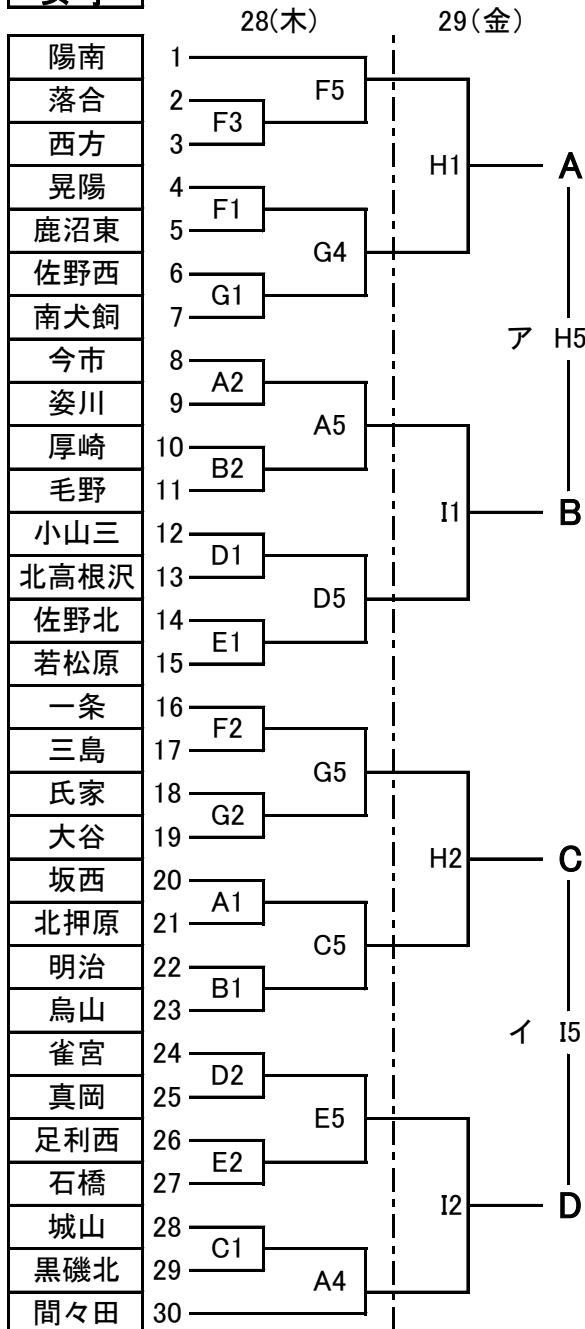 28(木) 29(金)
陽南 1
落合 2
西方 3
晃陽 4
鹿沼東 5
佐野西 6
南犬飼 7
今市 8
姿川 9
厚崎 10
毛野 11
小山三 12
北高根沢 13
佐野北 14
若松原 15
一条 16
三島 17
氏家 18
大谷 19
坂西 20
北押原 21
明治 22
烏山 23
雀宮 24
真岡 25
足利西 26
石橋 27
城山 28
黒磯北 29
間々田 30
F3
F1
G1
A2
B2
D1
E1
F2
G2
A1
B1
D2
E2
C1
F5
G4
A5
D5
G5
C5
E5
A4
H1
I1
H2
I2
A
ア H5
B
C
イ I5
D